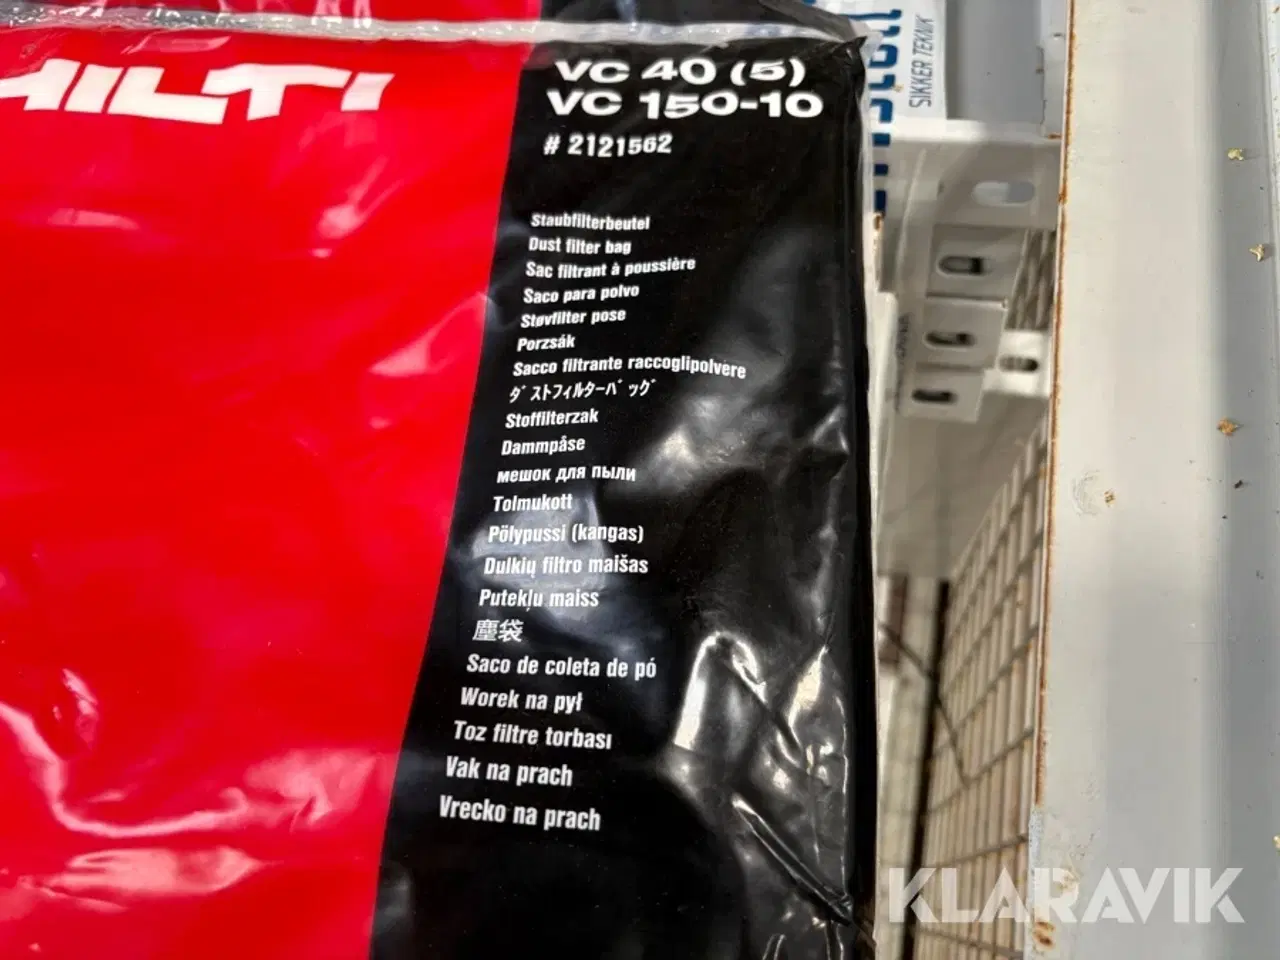 HILTI
VC 40 (5)
VC 150-10
# 2121562
Staubfilterbeutel
Dust filter bag
Sac filtrant à poussière
Saco para polvo
Støvfilter pose
Porzsák
Sacco filtrante raccoglipolvere
ダストフィルターバッグ
Stoffilterzak
Dammpåse
мешок для пыли
Tolmukott
Pölypussi (kangas)
Dulkių filtro maišas
Putekļu maiss
塵袋
Saco de coleta de pó
Worek na pył
Toz filtre torbası
Vak na prach
Vrecko na prach
SIKKER TEKNIK
KLARAVIK